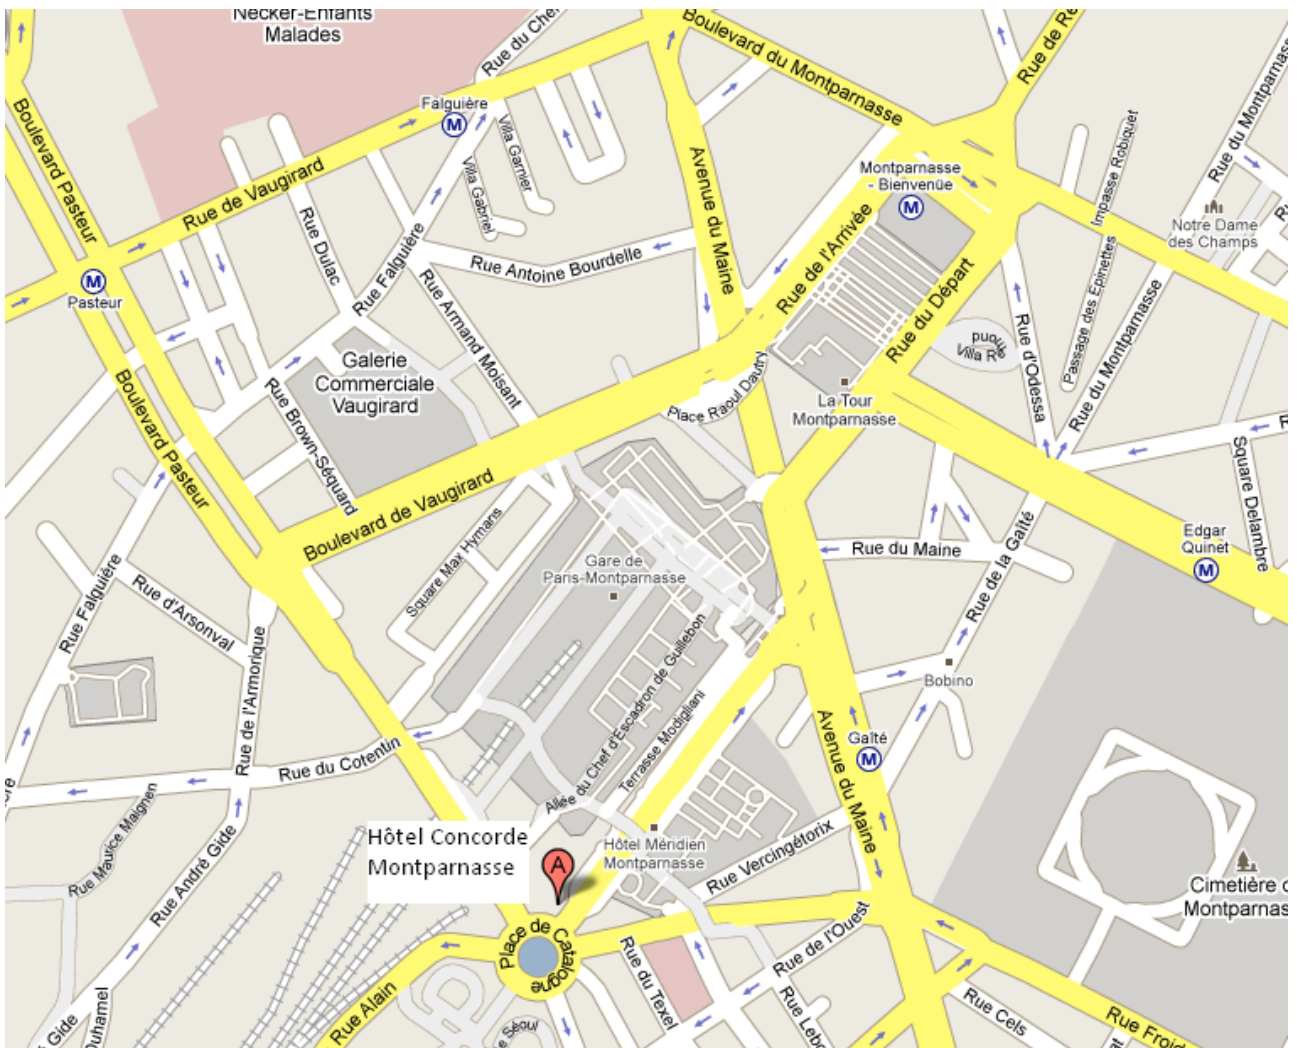 Necker-Enfants
Malades
Rue du Cher
Boulevard du Montparnasse
Rue de Re
Boulevard Pasteur
Falguière
Rue de Vaugirard
Villa Garnier
Villa Gabriel
Avenue du Maine
Montparnasse
- Bienvenüe
Impasse Robiquet
Rue du Montparnasse
Notre Dame
des Champs
Rue Dulac
Rue Falguière
Rue Antoine Bourdelle
Rue de l'Arrivée
Rue du Départ
Passage des Epinettes
Rue du Montparnasse
Pasteur
Rue Armand Moisant
Galerie
Commerciale
Vaugirard
Villa R
Rue d'Odessa
Place Raoul Dautry
La Tour
Montparnasse
Boulevard Pasteur
Rue Brown-Séquard
Boulevard de Vaugirard
Square Delambre
Square Max Hymans
Gare de
Paris-Montparnasse
Rue du Maine
Rue de la Gaîté
Edgar
Quinet
Rue Falguière
Rue d'Arsonval
Rue de l'Armorique
Allée du Chef d'Escadron de Guillebon
Terrasse Modigliani
Bobino
Gaîté
Avenue du Maine
Rue du Cotentin
Rue Maurice Maignen
Rue André Gide
Hôtel Concorde
Montparnasse
A
Hôtel Méridien
Montparnasse
Rue Vercingétorix
Cimetière d
Montparnas
Place de Catalogne
Rue de l'Ouest
Rue du Texel
Rue Alain
Séoul
Rue Lebo
Rue Cels
Rue Froid
Gide
Duhamel